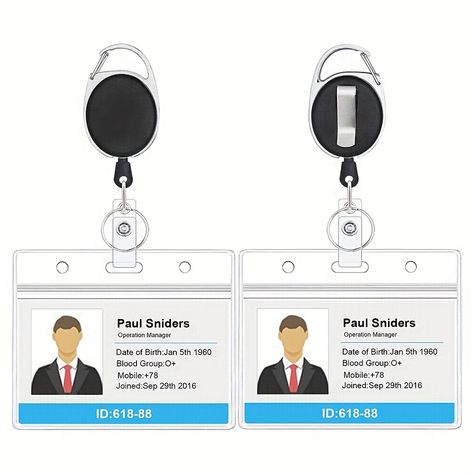 Paul Sniders
Operation Manager
Date of Birth:Jan 5th 1960
Blood Group:O+
Mobile:+78
Joined:Sep 29th 2016
ID:618-88
Paul Sniders
Operation Manager
Date of Birth:Jan 5th 1960
Blood Group:O+
Mobile:+78
Joined:Sep 29th 2016
ID:618-88